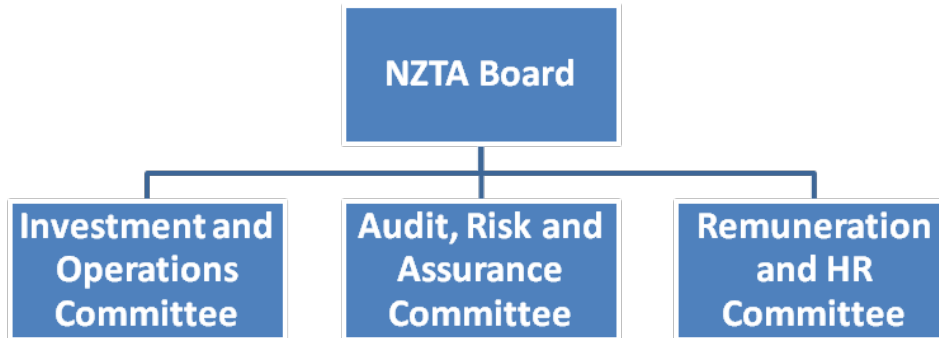 NZTA Board
Investment and
Operations
Committee
Audit, Risk and
Assurance
Committee
Remuneration
and HR
Committee